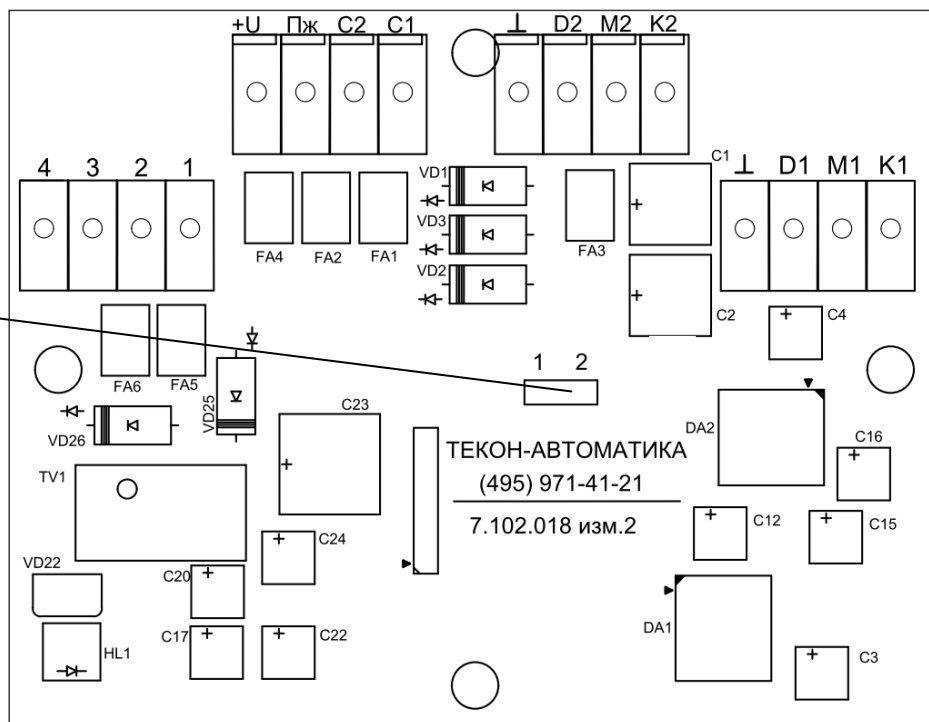 +U Пж C2 C1
⊥ D2 M2 K2
4 3 2 1
⊥ D1 M1 K1
VD1
VD3
VD2
C1
C2
FA4 FA2 FA1
FA3
C4
FA6 FA5
VD25
VD26
1 2
C23
DA2
C16
TV1
ТЕКОН-АВТОМАТИКА
(495) 971-41-21
7.102.018 изм.2
C12
C15
C24
VD22
C20
C17
C22
HL1
DA1
C3